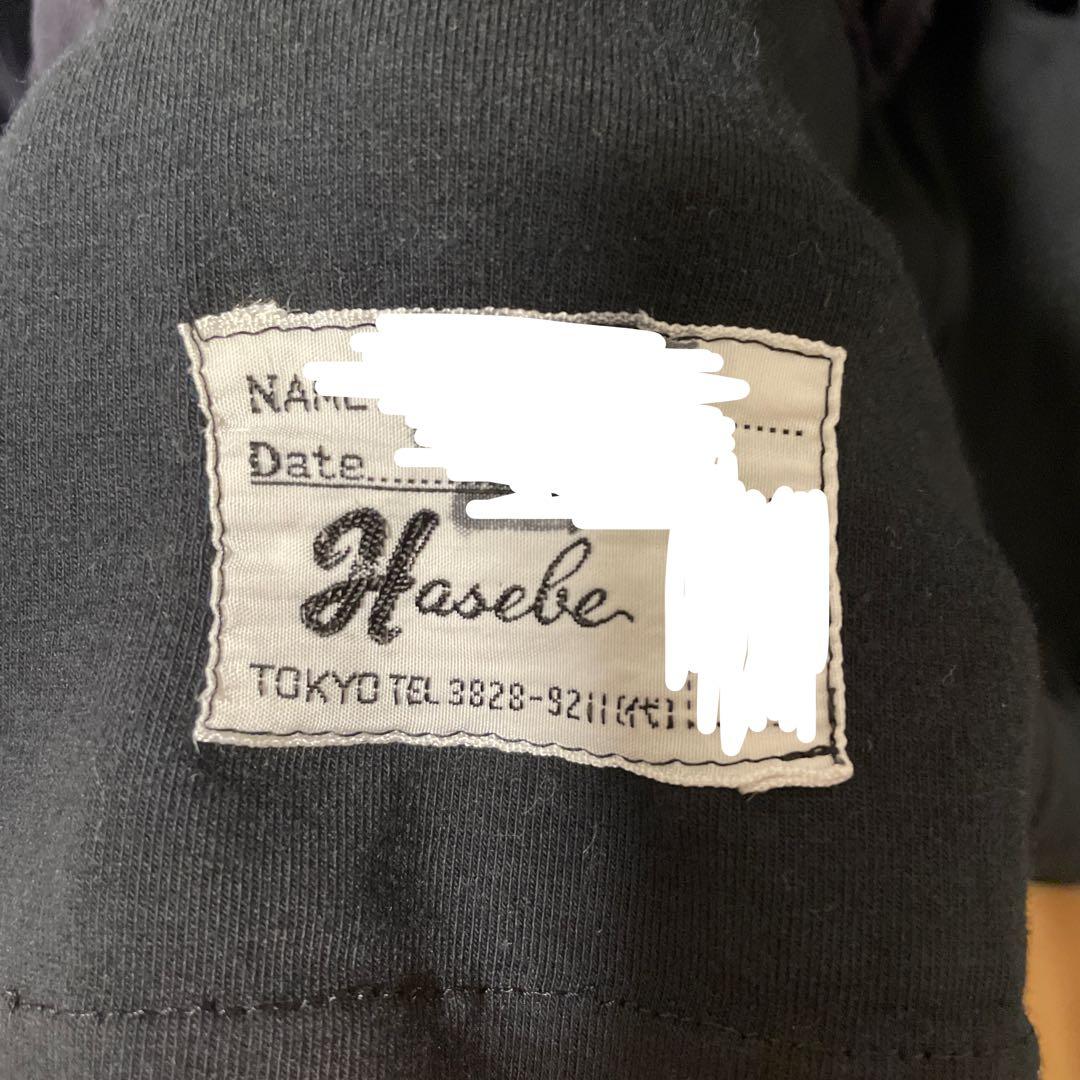 NAME
Date........
Hasebe
TOKYO TEL 3828-9211(代)